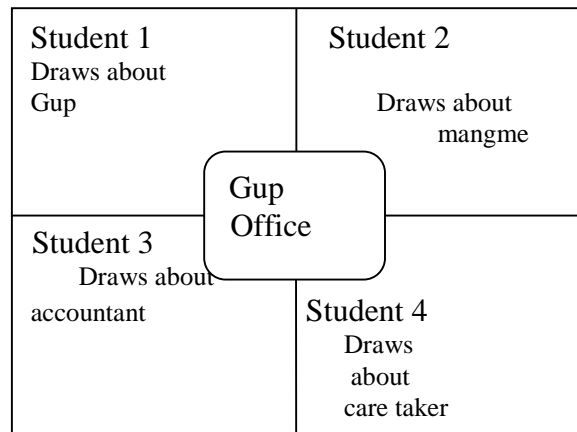 Student 1
Draws about
Gup
Student 2
Draws about
mangme
Gup
Office
Student 3
Draws about
accountant
Student 4
Draws
about
care taker